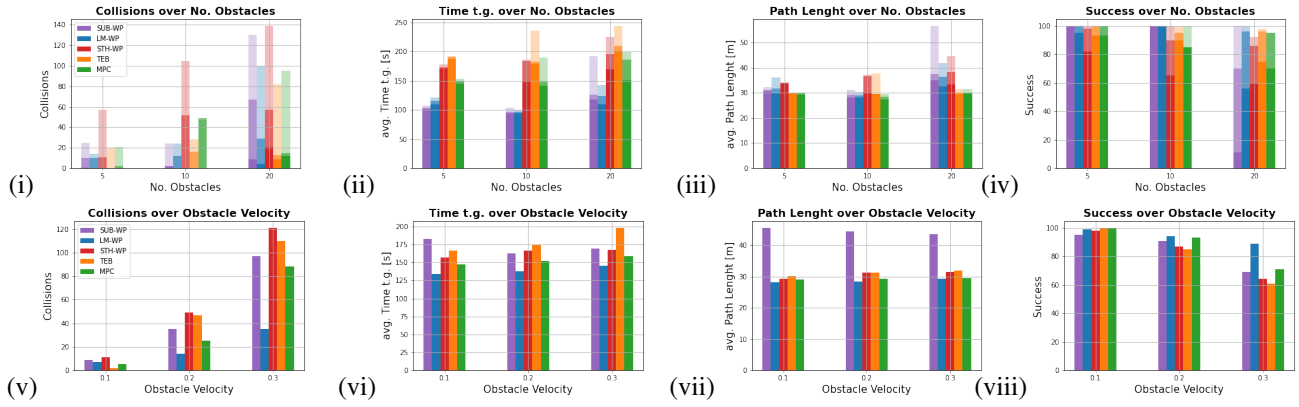 Collisions over No. Obstacles
Collisions
140
120
100
80
60
40
20
0
SUB-WP
LM-WP
STH-WP
TEB
MPC
5
10
20
No. Obstacles
(i)
Time t.g. over No. Obstacles
avg. Time t.g. [s]
250
200
150
100
50
0
5
10
20
No. Obstacles
(ii)
Path Lenght over No. Obstacles
avg. Path Lenght [m]
50
40
30
20
10
0
5
10
20
No. Obstacles
(iii)
Success over No. Obstacles
Success
100
80
60
40
20
0
5
10
20
No. Obstacles
(iv)
Collisions over Obstacle Velocity
Collisions
120
100
80
60
40
20
0
SUB-WP
LM-WP
STH-WP
TEB
MPC
0.1
0.2
0.3
Obstacle Velocity
(v)
Time t.g. over Obstacle Velocity
avg. Time t.g. [s]
200
175
150
125
100
75
50
25
0
0.1
0.2
0.3
Obstacle Velocity
(vi)
Path Lenght over Obstacle Velocity
avg. Path Lenght [m]
40
30
20
10
0
0.1
0.2
0.3
Obstacle Velocity
(vii)
Success over Obstacle Velocity
Success
100
80
60
40
20
0
0.1
0.2
0.3
Obstacle Velocity
(viii)